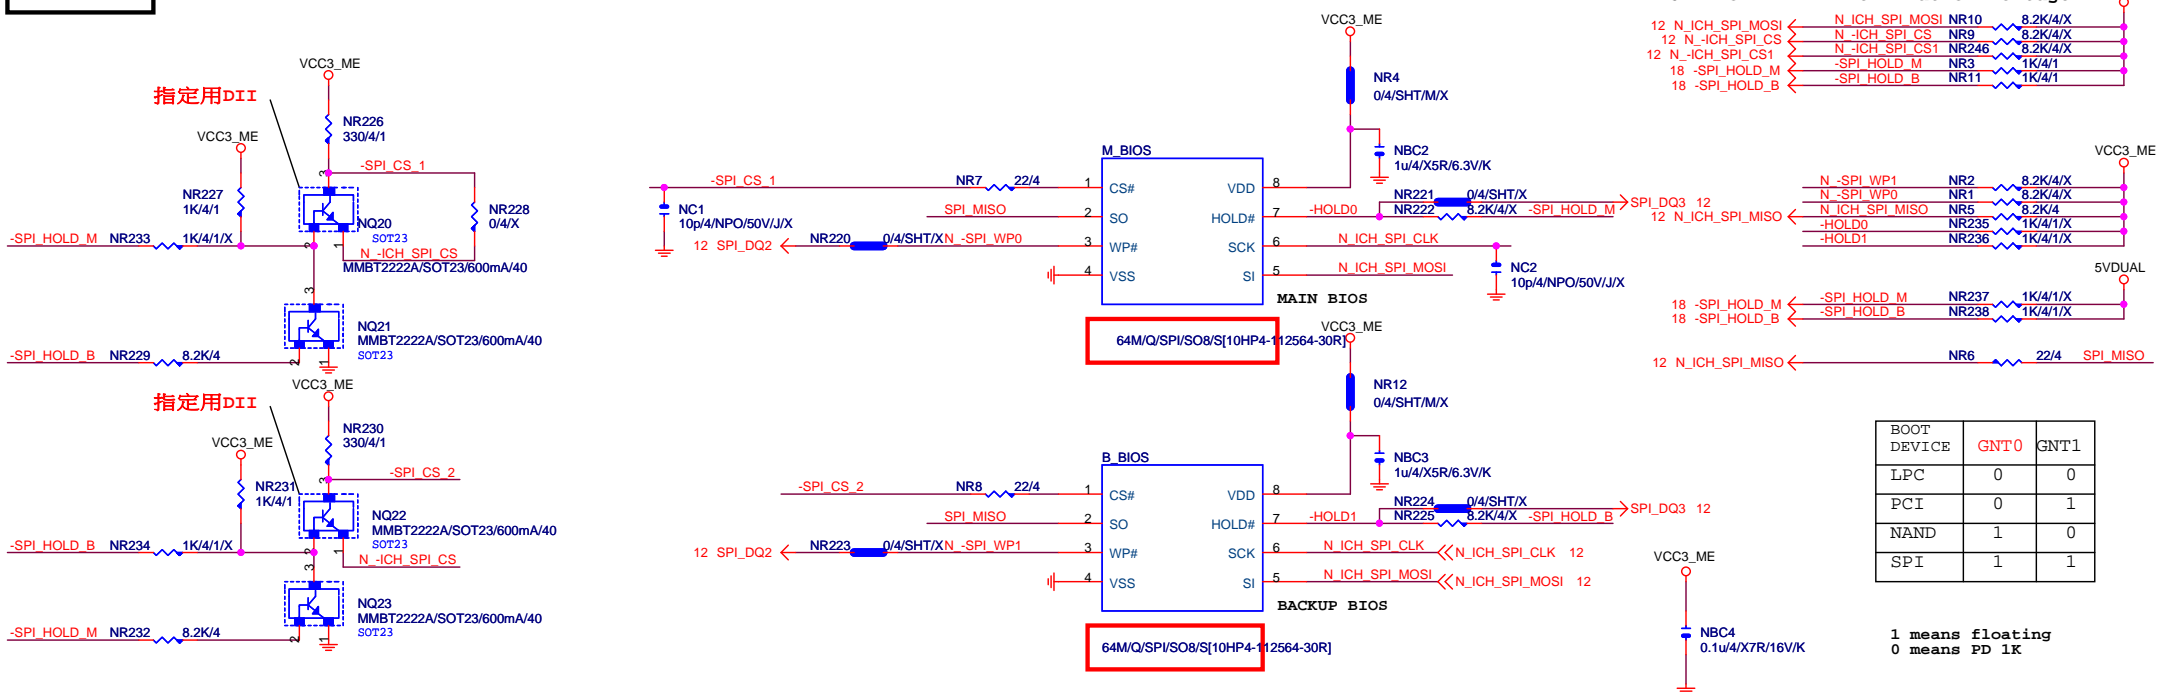 VCC3_ME
指定用DII
NR226
330/4/1
VCC3_ME
-SPI_CS_1
3
NR227
1K/4/1
NR228
0/4/X
NQ20
SOT23
-SPI_HOLD_M NR233 1K/4/1/X
2
1
N_-ICH_SPI_CS
MMBT2222A/SOT23/600mA/40
3
NQ21
MMBT2222A/SOT23/600mA/40
SOT23
-SPI_HOLD_B NR229 8.2K/4
2
1
VCC3_ME
指定用DII
NR230
330/4/1
VCC3_ME
-SPI_CS_2
3
NR231
1K/4/1
NQ22
MMBT2222A/SOT23/600mA/40
SOT23
-SPI_HOLD_B NR234 1K/4/1/X
2
1
N_-ICH_SPI_CS
3
NQ23
MMBT2222A/SOT23/600mA/40
SOT23
-SPI_HOLD_M NR232 8.2K/4
2
1
VCC3_ME
NR4
0/4/SHT/M/X
NBC2
1u/4/X5R/6.3V/K
M_BIOS
-SPI_CS_1 NR7 22/4 1 CS# VDD 8
NC1
10p/4/NPO/50V/J/X
SPI_MISO 2 SO HOLD# 7 -HOLD0
NR221 0/4/SHT/X SPI_DQ3 12
NR222 8.2K/4/X -SPI_HOLD_M
12 SPI_DQ2 NR220 0/4/SHT/X N_-SPI_WP0 3 WP# SCK 6 N_ICH_SPI_CLK
4 VSS SI 5 N_ICH_SPI_MOSI
NC2
10p/4/NPO/50V/J/X
MAIN BIOS
64M/Q/SPI/SO8/S[10HP4-112564-30R]
VCC3_ME
NR12
0/4/SHT/M/X
NBC3
1u/4/X5R/6.3V/K
B_BIOS
-SPI_CS_2 NR8 22/4 1 CS# VDD 8
SPI_MISO 2 SO HOLD# 7 -HOLD1
NR224 0/4/SHT/X SPI_DQ3 12
NR225 8.2K/4/X -SPI_HOLD_B
12 SPI_DQ2 NR223 0/4/SHT/X N_-SPI_WP1 3 WP# SCK 6 N_ICH_SPI_CLK N_ICH_SPI_CLK 12
4 VSS SI 5 N_ICH_SPI_MOSI N_ICH_SPI_MOSI 12
BACKUP BIOS
64M/Q/SPI/SO8/S[10HP4-112564-30R]
12 N_ICH_SPI_MOSI N_ICH_SPI_MOSI NR10 8.2K/4/X
12 N_-ICH_SPI_CS N_-ICH_SPI_CS NR9 8.2K/4/X
12 N_-ICH_SPI_CS1 N_-ICH_SPI_CS1 NR246 8.2K/4/X
18 -SPI_HOLD_M -SPI_HOLD_M NR3 1K/4/1
18 -SPI_HOLD_B -SPI_HOLD_B NR11 1K/4/1
VCC3_ME
N_-SPI_WP1 NR2 8.2K/4/X
N_-SPI_WP0 NR1 8.2K/4/X
12 N_ICH_SPI_MISO N_ICH_SPI_MISO NR5 8.2K/4
-HOLD0 NR235 1K/4/1/X
-HOLD1 NR236 1K/4/1/X
5VDUAL
18 -SPI_HOLD_M -SPI_HOLD_M NR237 1K/4/1/X
18 -SPI_HOLD_B -SPI_HOLD_B NR238 1K/4/1/X
12 N_ICH_SPI_MISO NR6 22/4 SPI_MISO
BOOT DEVICE GNT0 GNT1
LPC 0 0
PCI 0 1
NAND 1 0
SPI 1 1
VCC3_ME
NBC4
0.1u/4/X7R/16V/K
1 means floating
0 means PD 1K